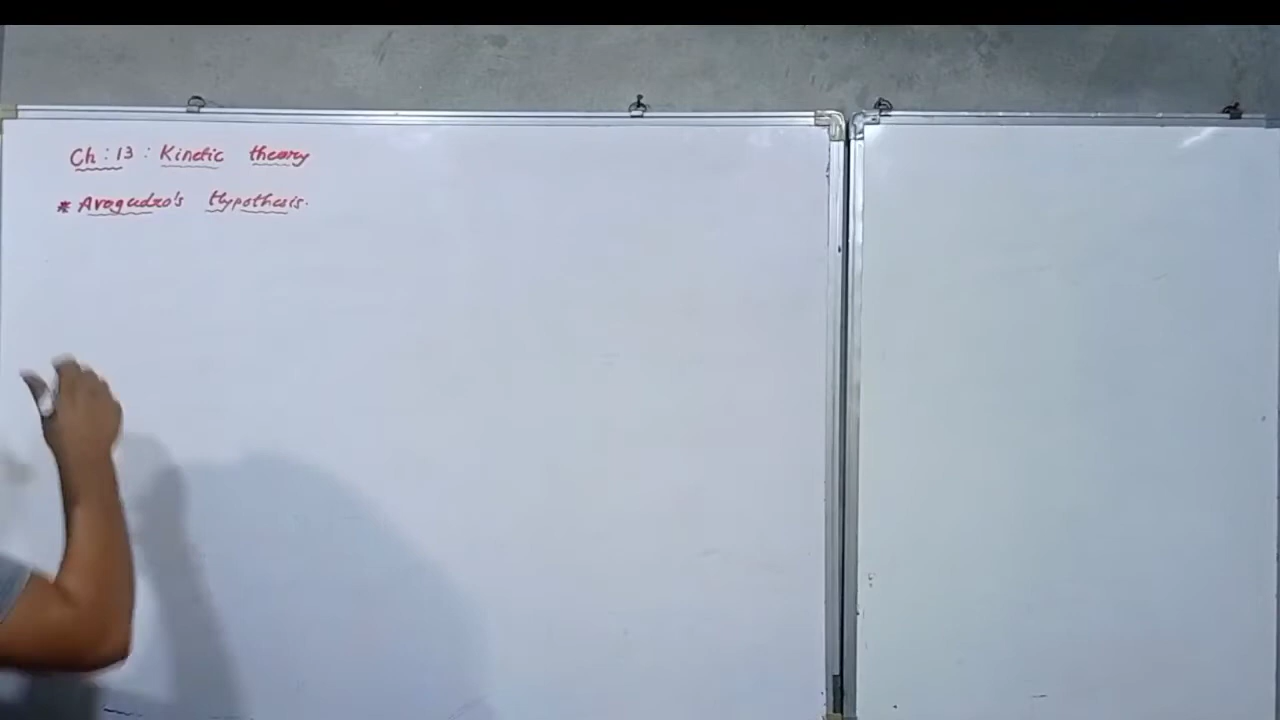 Ch : 13 : Kinetic theory
* Avagadro's Hypothesis.